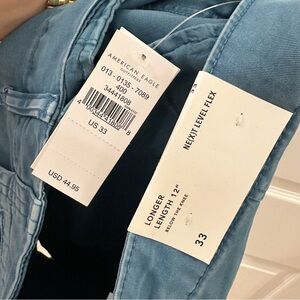 AMERICAN EAGLE
OUTFITTERS
013 - 0135 - 7089
400
34441808
US 33
USD 44.95
NE(X)T LEVEL FLEX
LONGER
LENGTH 12"
BELOW THE KNEE
33